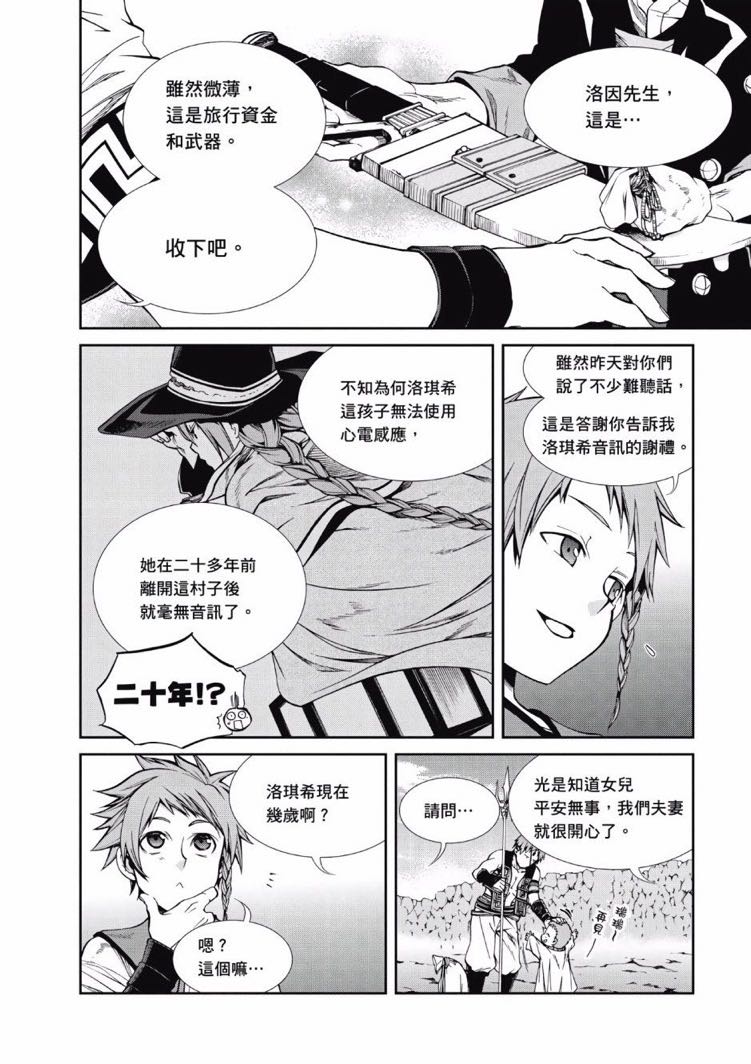 洛因先生，
這是…
雖然微薄，
這是旅行資金
和武器。
收下吧。
雖然昨天對你們
說了不少難聽話，
這是答謝你告訴我
洛琪希音訊的謝禮。
不知為何洛琪希
這孩子無法使用
心電感應，
她在二十多年前
離開這村子後
就毫無音訊了。
二十年!?
光是知道女兒
平安無事，我們夫妻
就很開心了。
請問…
瑞瑞～
再見～
洛琪希現在
幾歲啊？
嗯？
這個嘛…